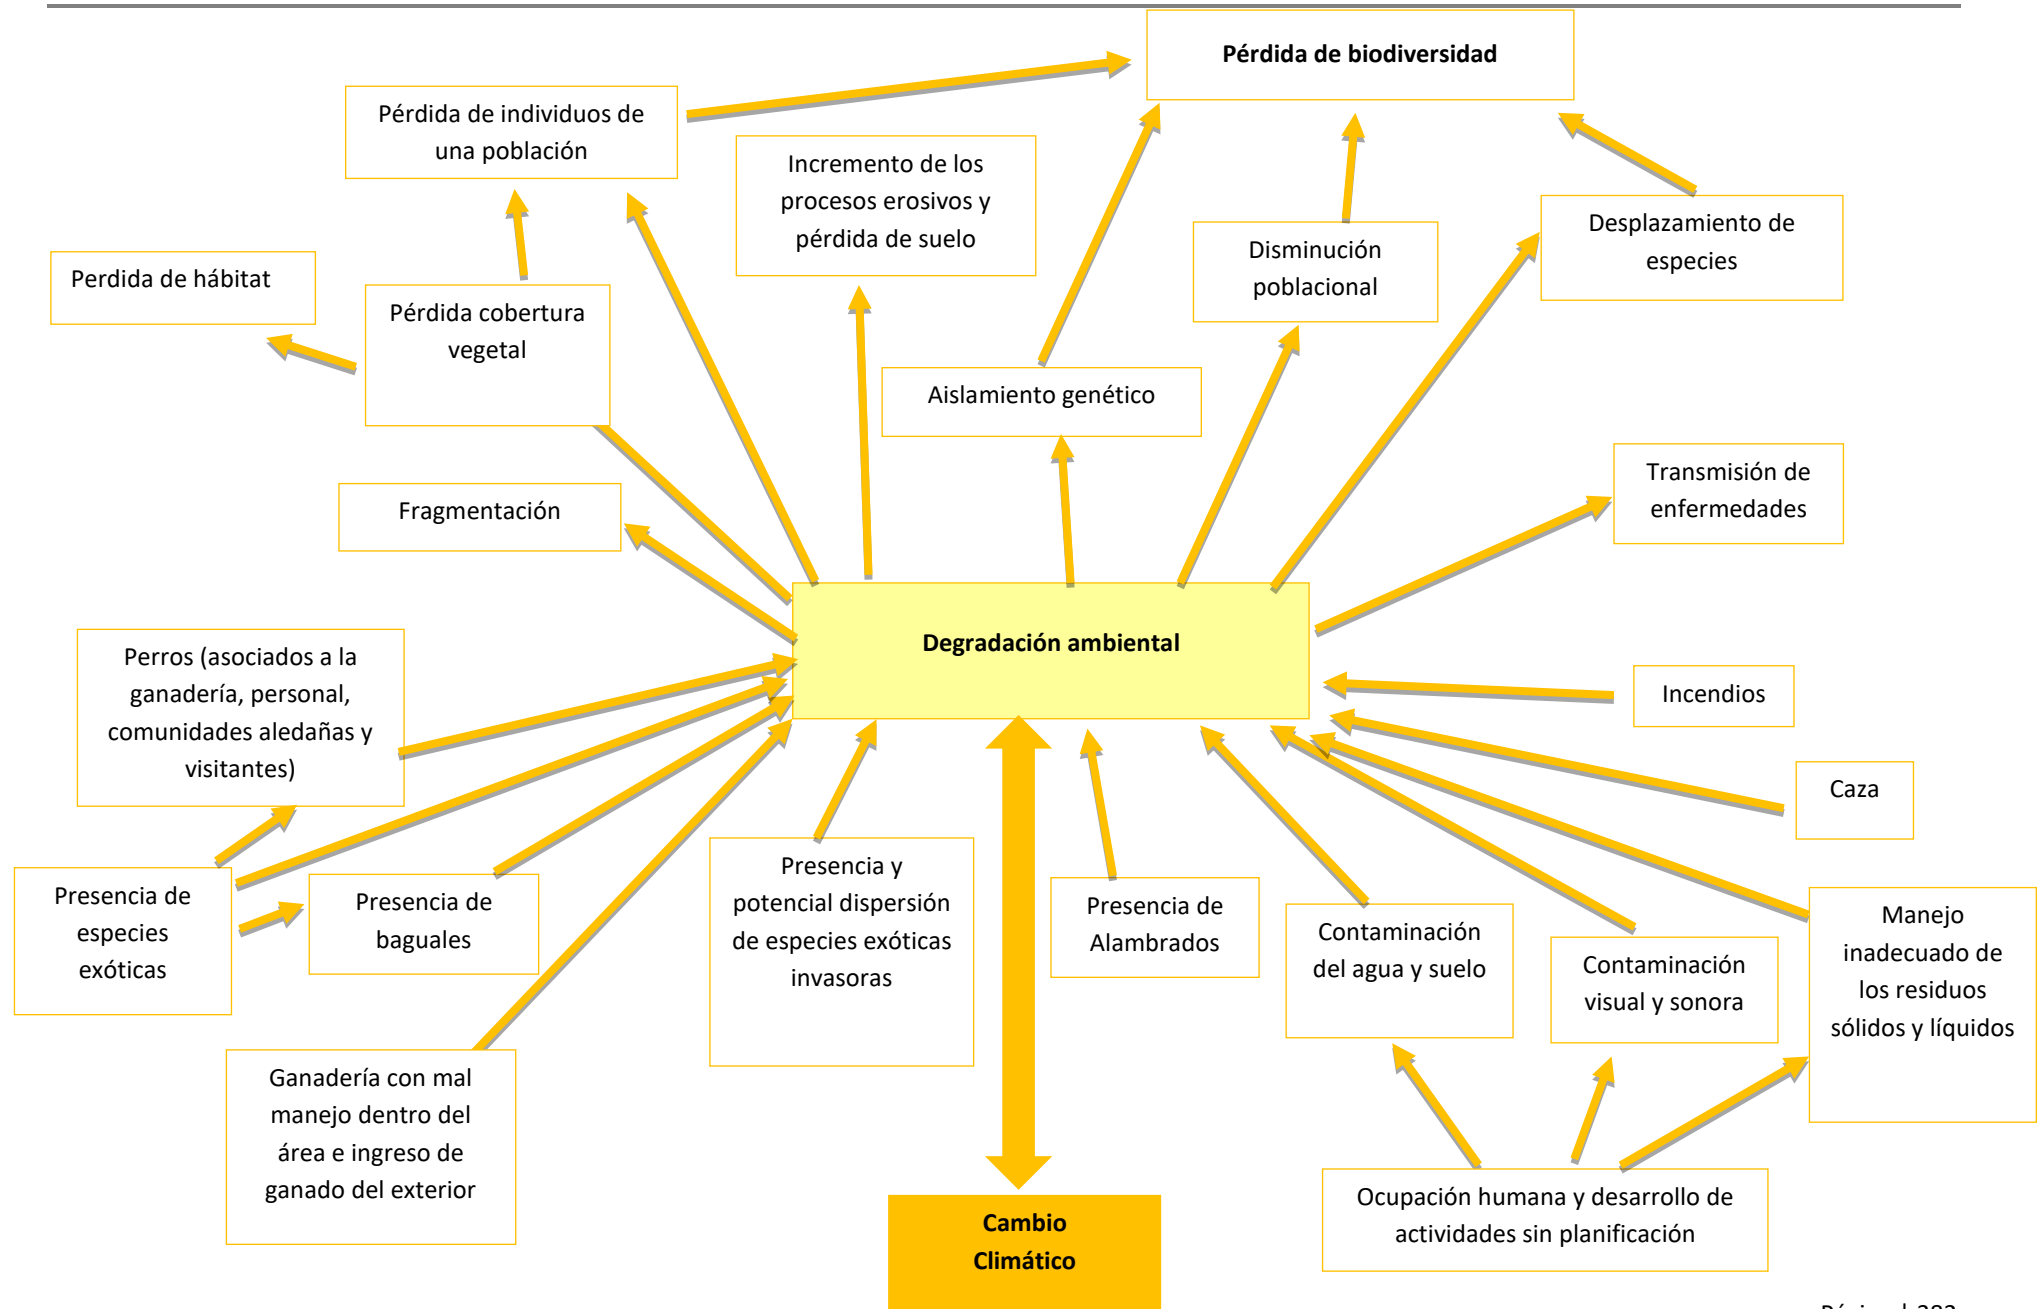 Pérdida de biodiversidad
Pérdida de individuos de
una población
Incremento de los
procesos erosivos y
pérdida de suelo
Desplazamiento de
especies
Disminución
poblacional
Perdida de hábitat
Pérdida cobertura
vegetal
Aislamiento genético
Transmisión de
enfermedades
Fragmentación
Degradación ambiental
Perros (asociados a la
ganadería, personal,
comunidades aledañas y
visitantes)
Incendios
Caza
Presencia de
especies
exóticas
Presencia de
baguales
Presencia y
potencial dispersión
de especies exóticas
invasoras
Presencia de
Alambrados
Contaminación
del agua y suelo
Contaminación
visual y sonora
Manejo
inadecuado de
los residuos
sólidos y líquidos
Ganadería con mal
manejo dentro del
área e ingreso de
ganado del exterior
Cambio
Climático
Ocupación humana y desarrollo de
actividades sin planificación